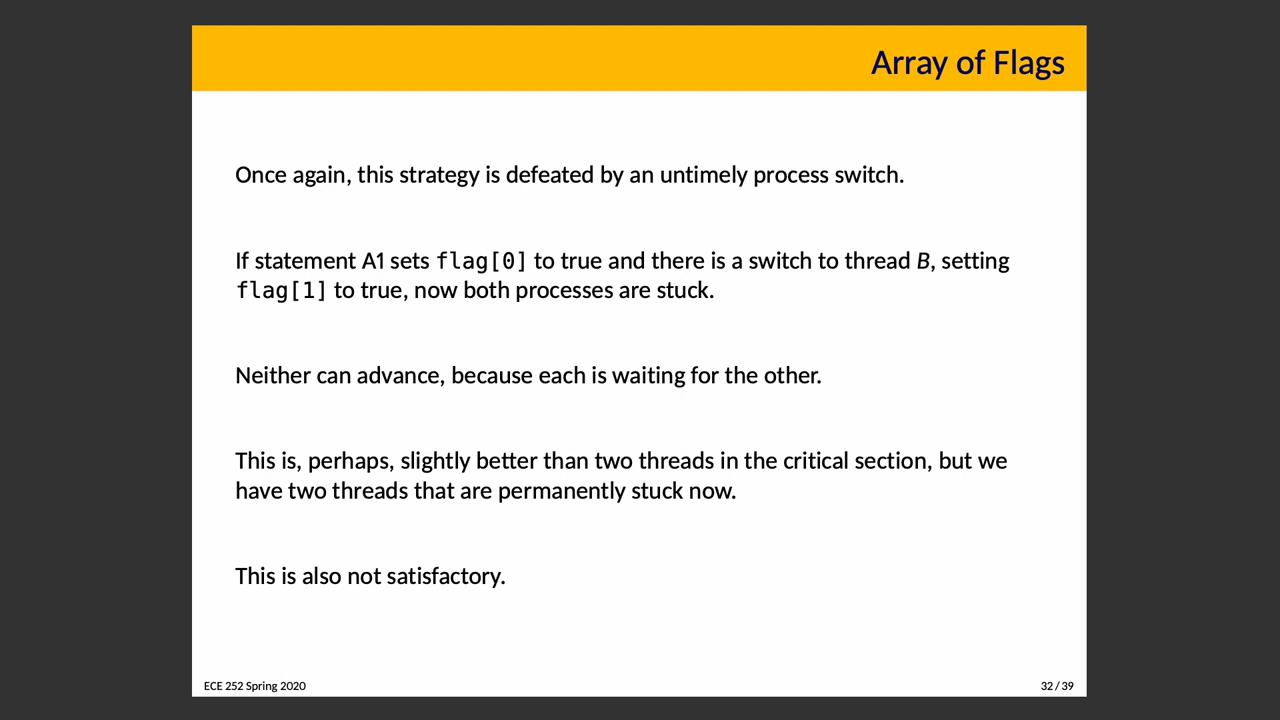 Array of Flags
Once again, this strategy is defeated by an untimely process switch.
If statement A1 sets flag[0] to true and there is a switch to thread B, setting
flag[1] to true, now both processes are stuck.
Neither can advance, because each is waiting for the other.
This is, perhaps, slightly better than two threads in the critical section, but we
have two threads that are permanently stuck now.
This is also not satisfactory.
ECE 252 Spring 2020
32 / 39